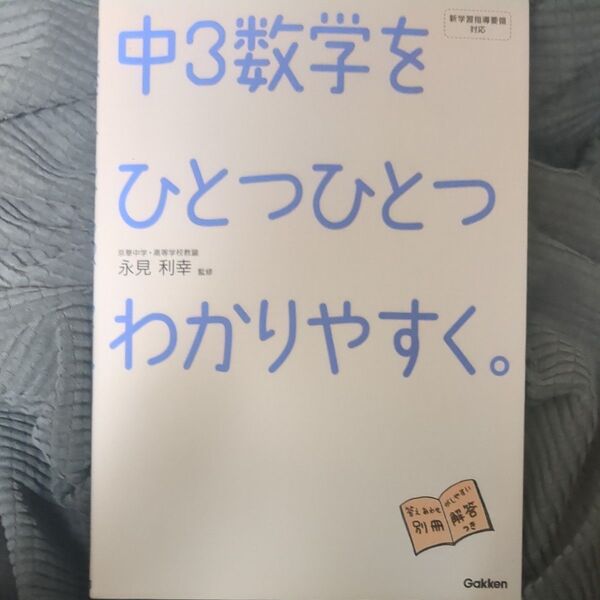 中3数学を
新学習指導要領
対応
ひとつひとつ
京華中学・高等学校教諭
永見 利幸 監修
わかりやすく。
答えあわせ
がしやすい
別冊
解答
つき
Gakken